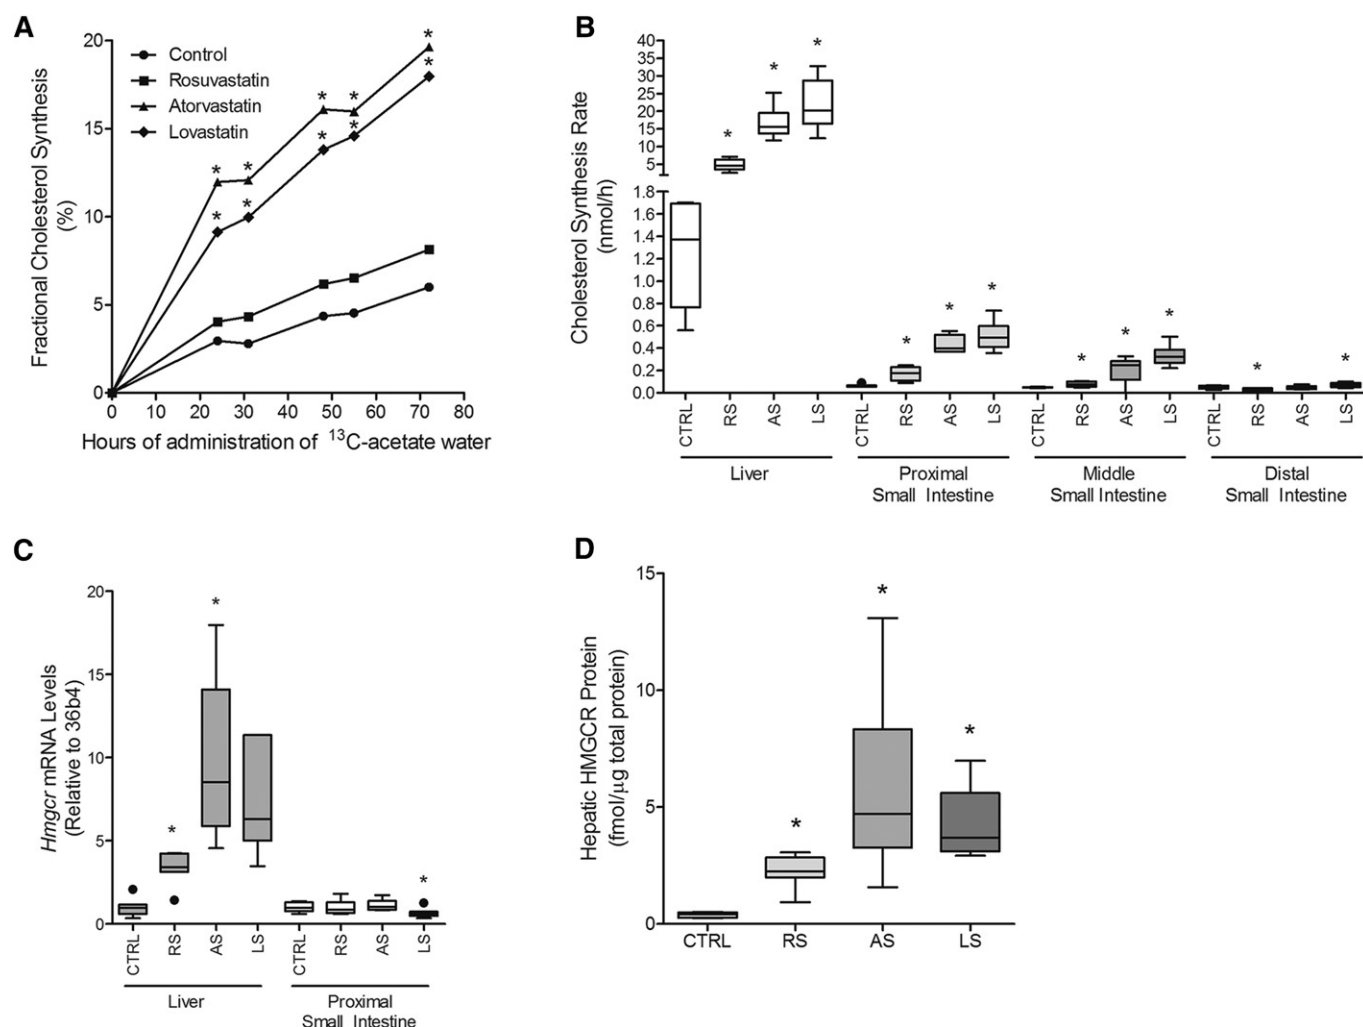 A
Fractional Cholesterol Synthesis
(%)
20
15
10
5
0
Control
Rosuvastatin
Atorvastatin
Lovastatin
* * * * *
* * * * *
0 10 20 30 40 50 60 70 80
Hours of administration of ¹³C-acetate water
B
Cholesterol Synthesis Rate
(nmol/h)
40
35
30
25
20
15
10
5
1.8
1.6
1.4
1.2
1.0
0.8
0.6
0.4
0.2
0.0
* * *
* * *
* * *
* *
CTRL RS AS LS CTRL RS AS LS CTRL RS AS LS CTRL RS AS LS
Liver
Proximal
Small Intestine
Middle
Small Intestine
Distal
Small Intestine
C
Hmgcr mRNA Levels
(Relative to 36b4)
20
15
10
5
0
* * *
CTRL RS AS LS CTRL RS AS LS
Liver
Proximal
Small Intestine
D
Hepatic HMGCR Protein
(fmol/μg total protein)
15
10
5
0
* * *
CTRL RS AS LS